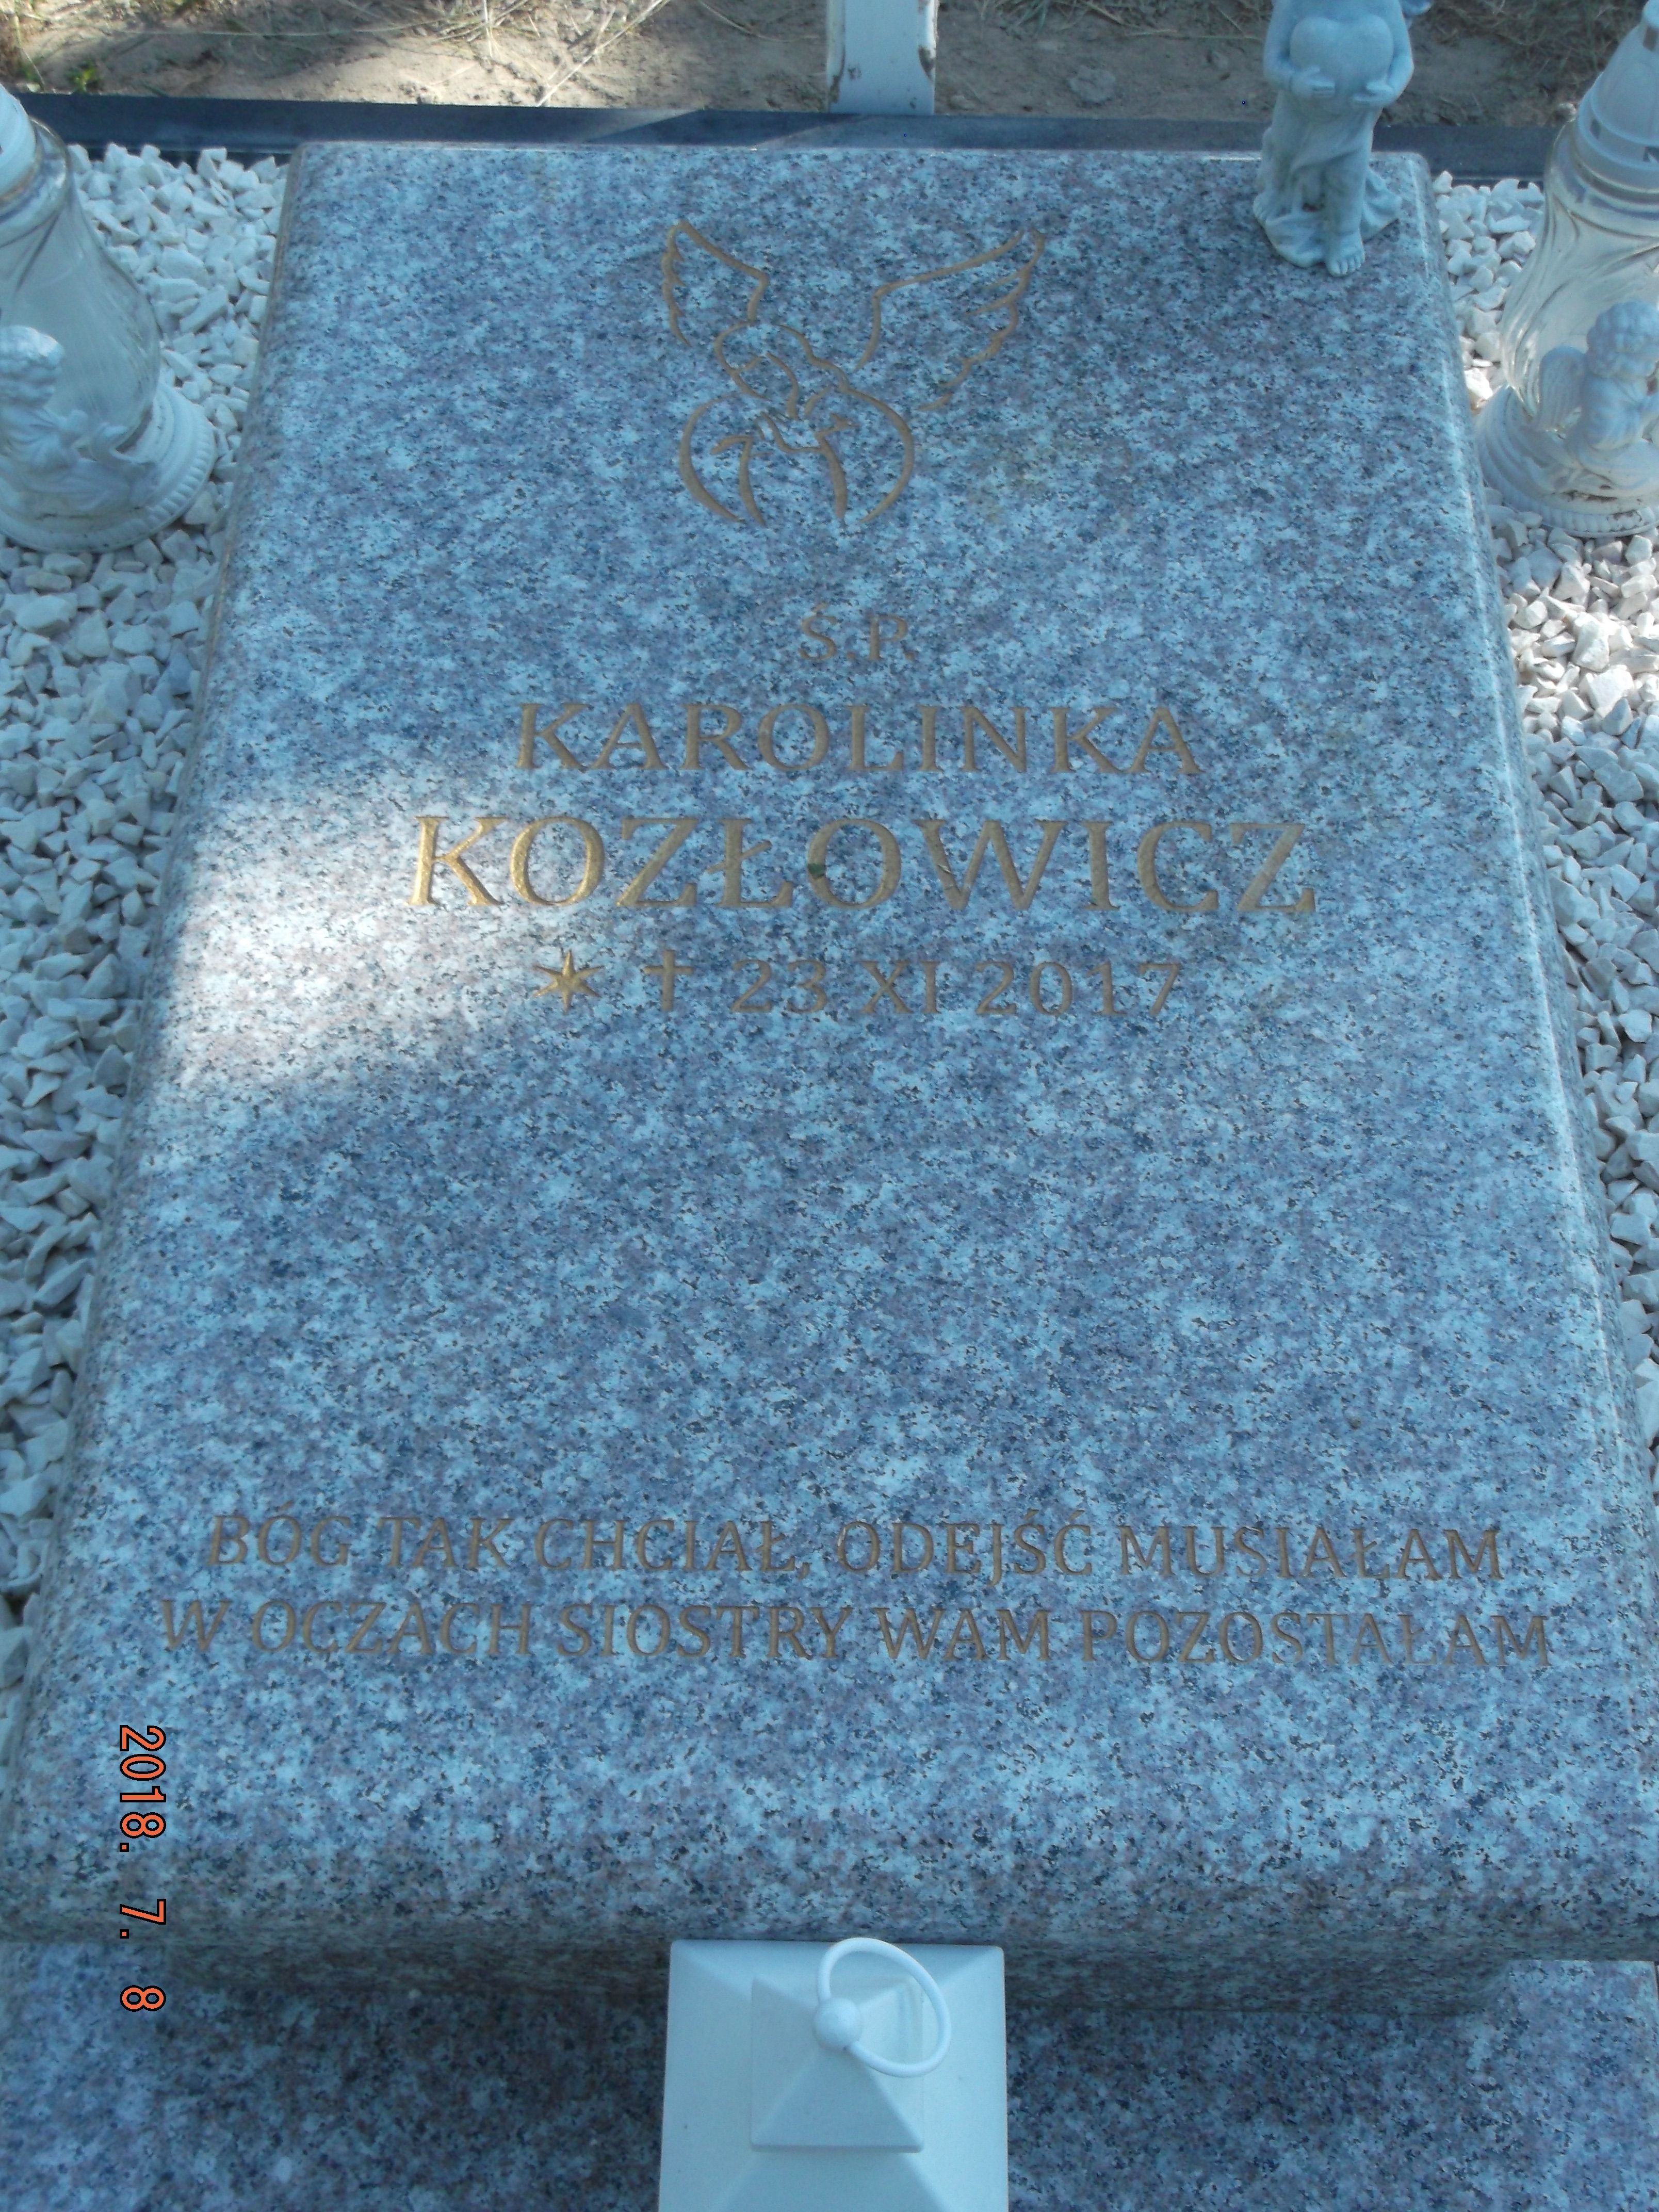 Ś.P.
KAROLINKA
KOZŁOWICZ
✶ † 23 XI 2017
BÓG TAK CHCIAŁ, ODEJŚĆ MUSIAŁAM
W OCZACH SIOSTRY WAM POZOSTAŁAM
2018. 7. 8